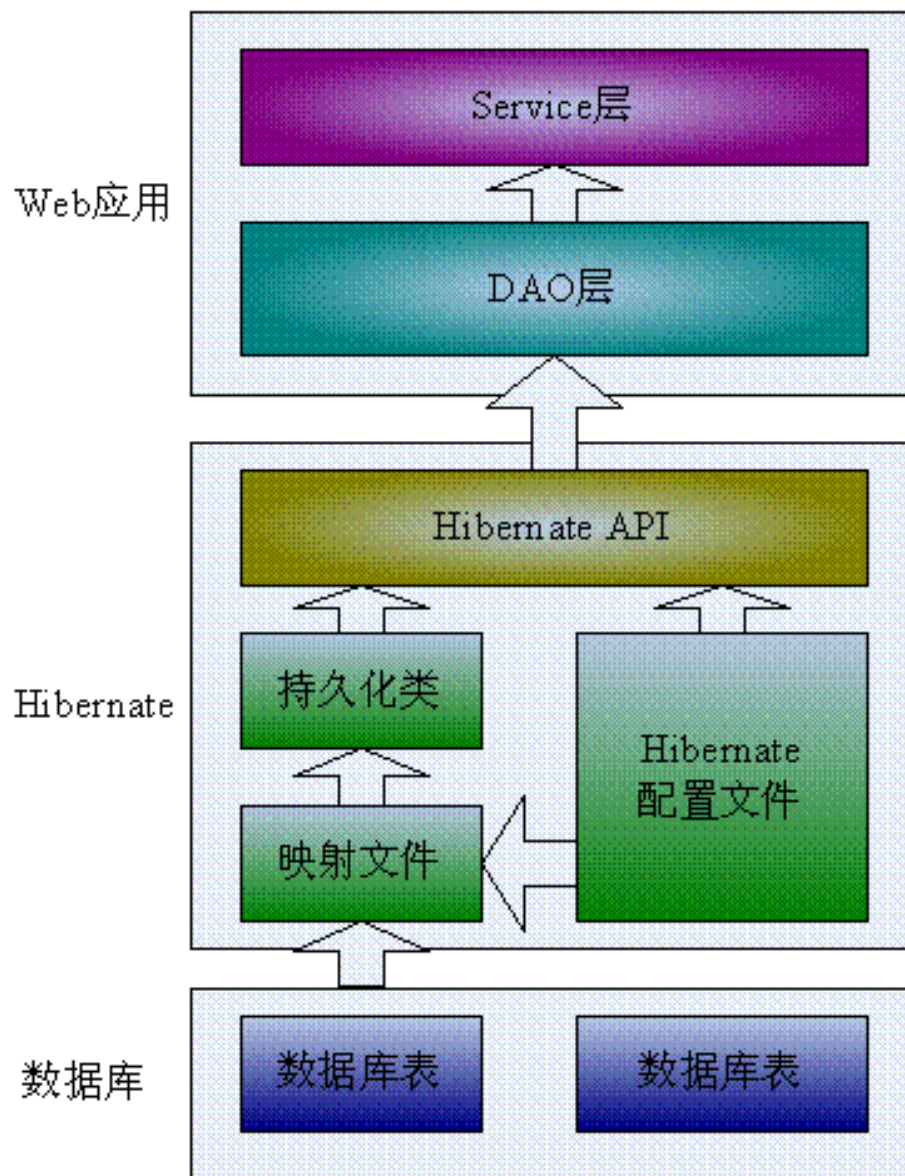 Service层
Web应用
DAO层
Hibernate API
持久化类
Hibernate
Hibernate
配置文件
映射文件
数据库
数据库表
数据库表